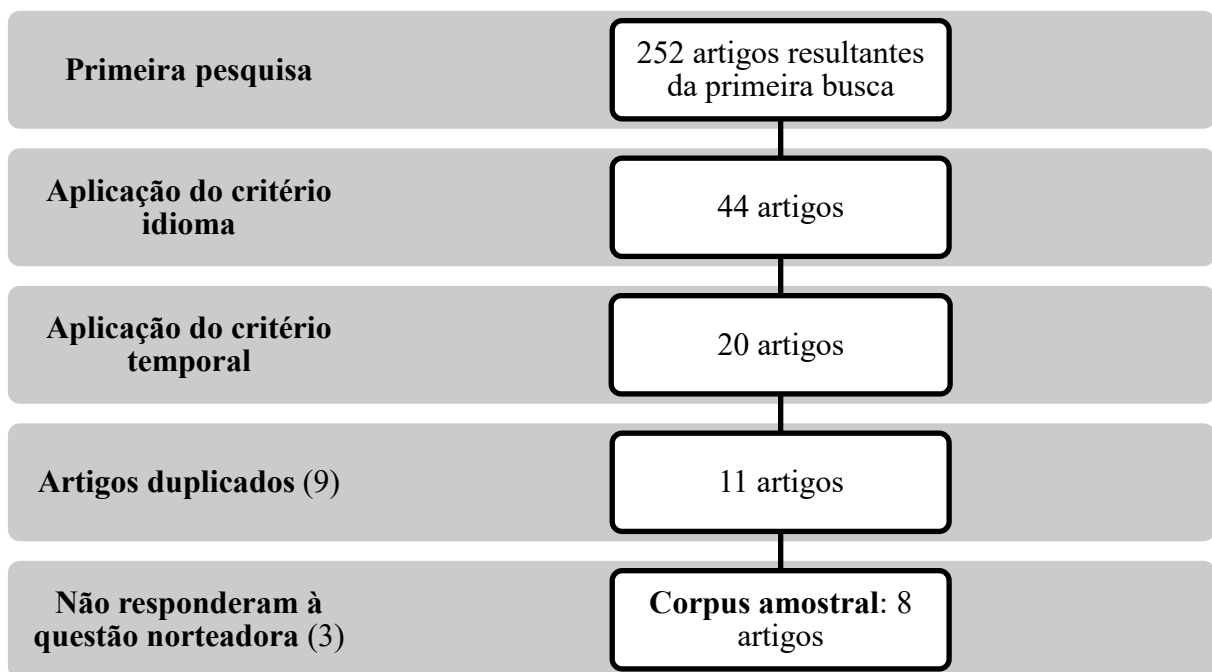 Primeira pesquisa
252 artigos resultantes
da primeira busca
Aplicação do critério
idioma
44 artigos
Aplicação do critério
temporal
20 artigos
Artigos duplicados (9)
11 artigos
Não responderam à
questão norteadora (3)
Corpus amostral: 8
artigos